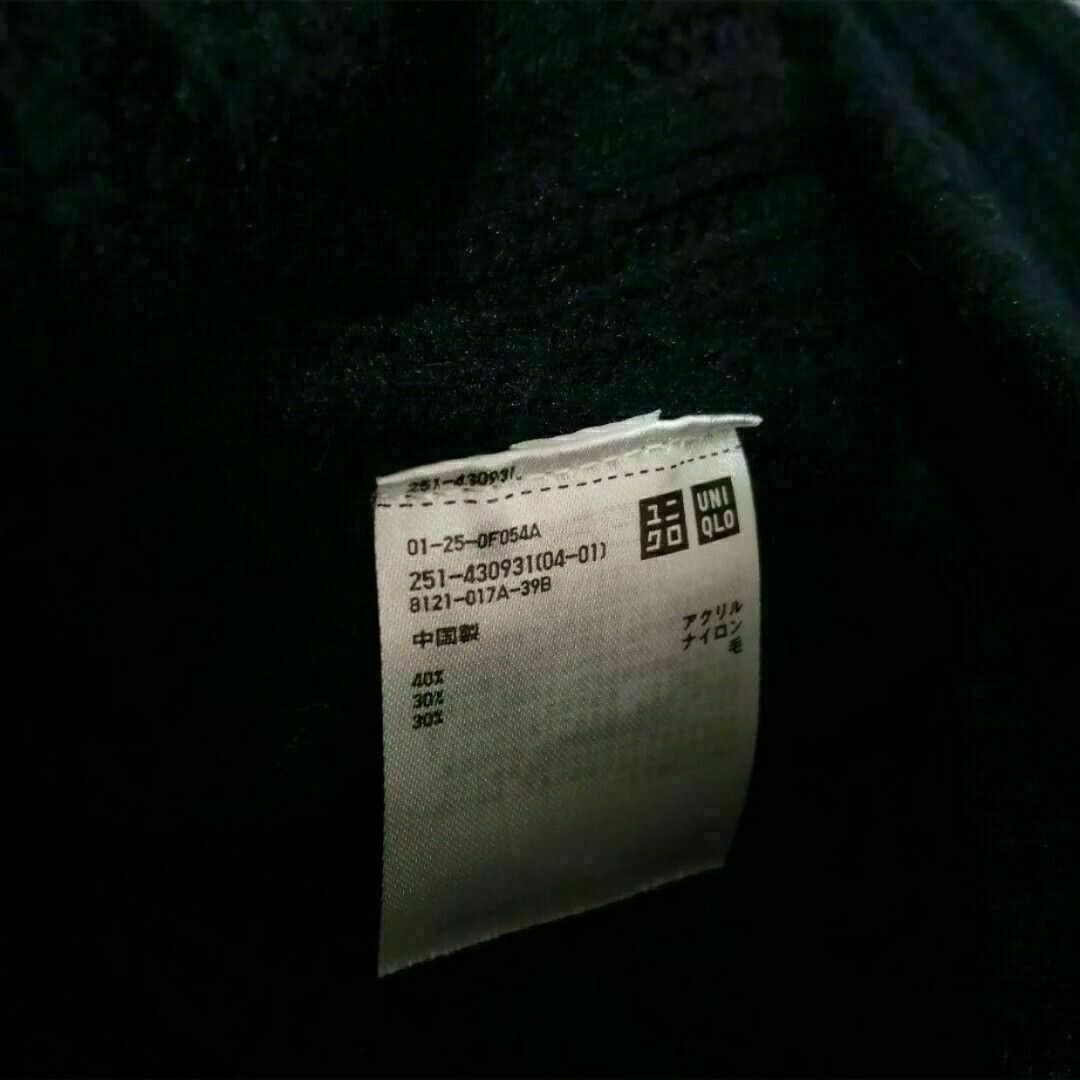 251-430931
01-25-0F054A
251-430931(04-01)
8121-017A-39B
ユニ
クロ
UNI
QLO
中国製
アクリル
ナイロン
毛
40%
30%
30%